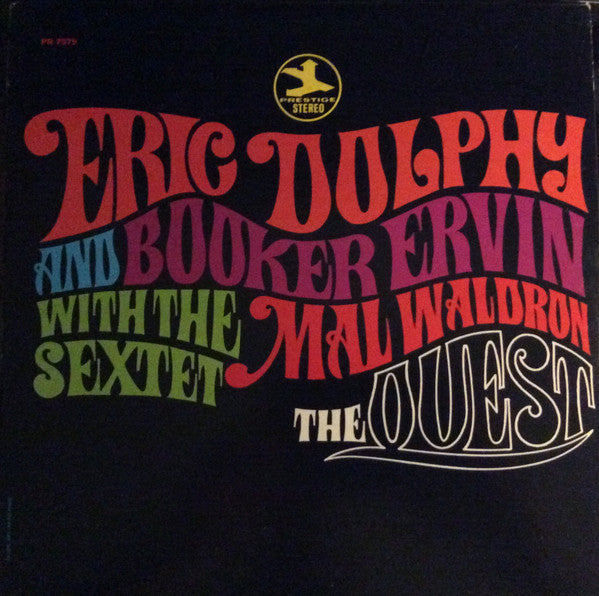 PR 7579
PRESTIGE
STEREO
ERIC DOLPHY
AND BOOKER ERVIN
WITH THE MAL WALDRON
SEXTET
THE QUEST